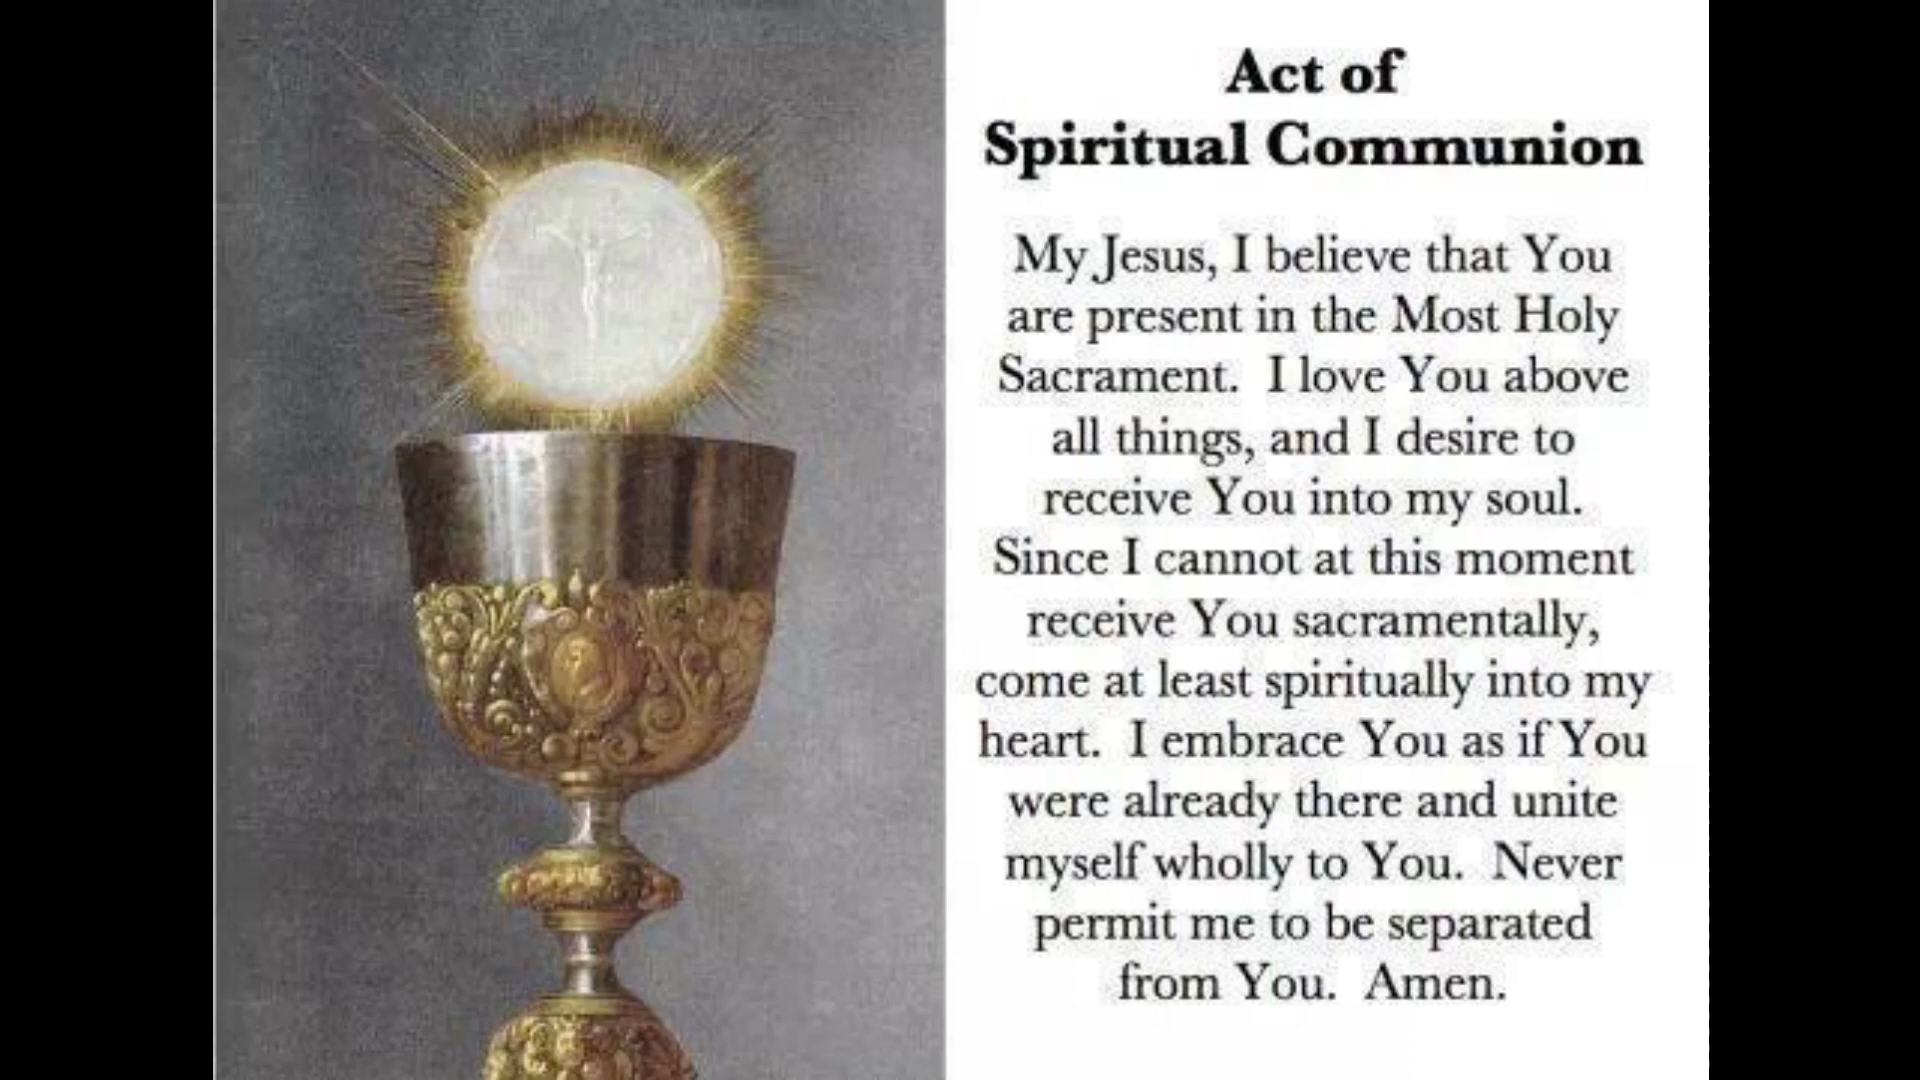 Act of
Spiritual Communion
My Jesus, I believe that You
are present in the Most Holy
Sacrament.  I love You above
all things, and I desire to
receive You into my soul.
Since I cannot at this moment
receive You sacramentally,
come at least spiritually into my
heart.  I embrace You as if You
were already there and unite
myself wholly to You.  Never
permit me to be separated
from You.  Amen.